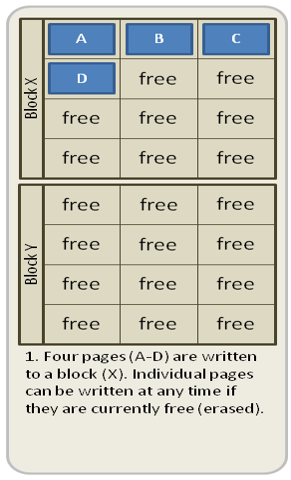 Block X
A B C
D free free
free free free
free free free
Block Y
free free free
free free free
free free free
free free free
1. Four pages (A-D) are written
to a block (X). Individual pages
can be written at any time if
they are currently free (erased).